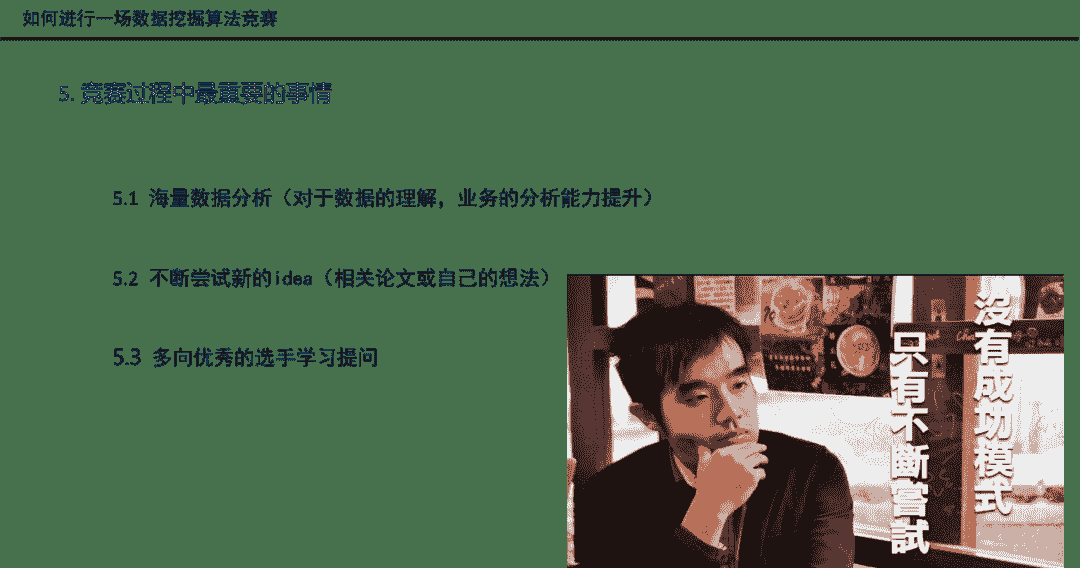 如何进行一场数据挖掘算法竞赛
5. 竞赛过程中最重要的事情
5.1 海量数据分析（对于数据的理解，业务的分析能力提升）
5.2 不断尝试新的idea（相关论文或自己的想法）
5.3 多向优秀的选手学习提问
沒有成功模式
只有不斷嘗試